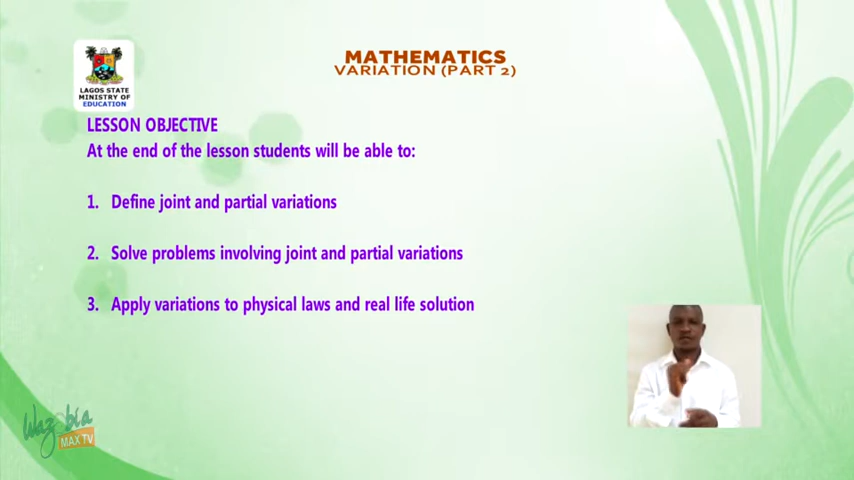 MATHEMATICS
VARIATION (PART 2)
LAGOS STATE
MINISTRY OF
EDUCATION
LESSON OBJECTIVE
At the end of the lesson students will be able to:
1. Define joint and partial variations
2. Solve problems involving joint and partial variations
3. Apply variations to physical laws and real life solution
Wazobia
MAX TV